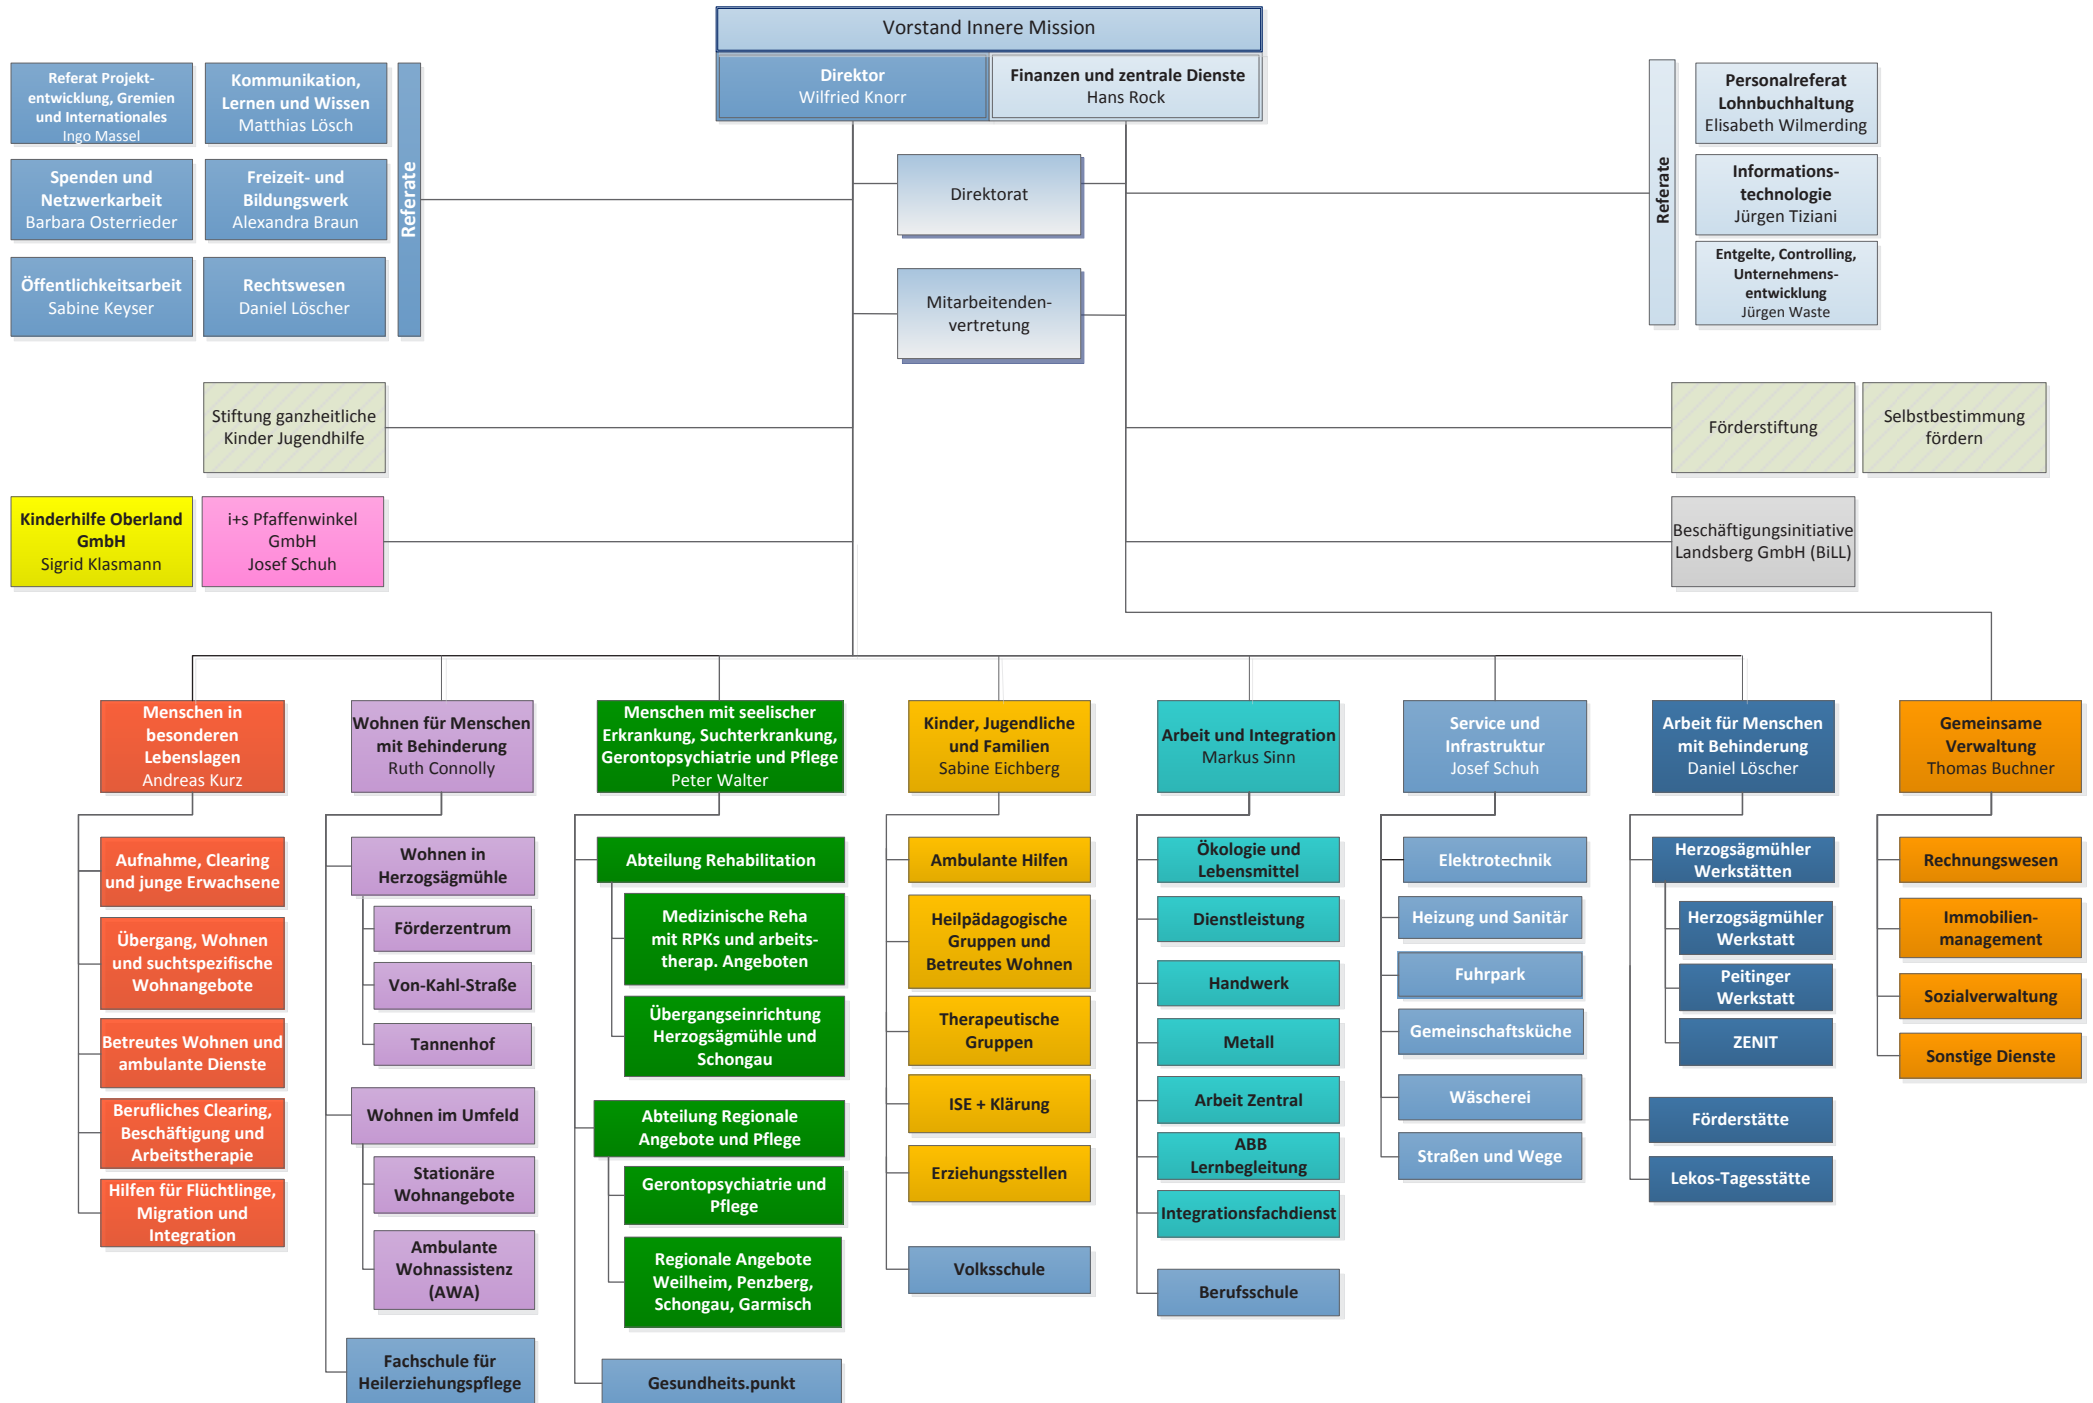 Vorstand Innere Mission
Direktor
Wilfried Knorr
Finanzen und zentrale Dienste
Hans Rock
Referat Projekt-
entwicklung, Gremien
und Internationales
Ingo Massel
Kommunikation,
Lernen und Wissen
Matthias Lösch
Spenden und
Netzwerkarbeit
Barbara Osterrieder
Freizeit- und
Bildungswerk
Alexandra Braun
Öffentlichkeitsarbeit
Sabine Keyser
Rechtswesen
Daniel Löscher
Referate
Direktorat
Mitarbeitenden-
vertretung
Referate
Personalreferat
Lohnbuchhaltung
Elisabeth Wilmerding
Informations-
technologie
Jürgen Tiziani
Entgelte, Controlling,
Unternehmens-
entwicklung
Jürgen Waste
Stiftung ganzheitliche
Kinder Jugendhilfe
Förderstiftung
Selbstbestimmung
fördern
Kinderhilfe Oberland
GmbH
Sigrid Klasmann
i+s Pfaffenwinkel
GmbH
Josef Schuh
Beschäftigungsinitiative
Landsberg GmbH (BiLL)
Menschen in
besonderen
Lebenslagen
Andreas Kurz
Aufnahme, Clearing
und junge Erwachsene
Übergang, Wohnen
und suchtspezifische
Wohnangebote
Betreutes Wohnen und
ambulante Dienste
Berufliches Clearing,
Beschäftigung und
Arbeitstherapie
Hilfen für Flüchtlinge,
Migration und
Integration
Wohnen für Menschen
mit Behinderung
Ruth Connolly
Wohnen in
Herzogsägmühle
Förderzentrum
Von-Kahl-Straße
Tannenhof
Wohnen im Umfeld
Stationäre
Wohnangebote
Ambulante
Wohnassistenz
(AWA)
Fachschule für
Heilerziehungspflege
Menschen mit seelischer
Erkrankung, Suchterkrankung,
Gerontopsychiatrie und Pflege
Peter Walter
Abteilung Rehabilitation
Medizinische Reha
mit RPKs und arbeits-
therap. Angeboten
Übergangseinrichtung
Herzogsägmühle und
Schongau
Abteilung Regionale
Angebote und Pflege
Gerontopsychiatrie und
Pflege
Regionale Angebote
Weilheim, Penzberg,
Schongau, Garmisch
Gesundheits.punkt
Kinder, Jugendliche
und Familien
Sabine Eichberg
Ambulante Hilfen
Heilpädagogische
Gruppen und
Betreutes Wohnen
Therapeutische
Gruppen
ISE + Klärung
Erziehungsstellen
Volksschule
Arbeit und Integration
Markus Sinn
Ökologie und
Lebensmittel
Dienstleistung
Handwerk
Metall
Arbeit Zentral
ABB
Lernbegleitung
Integrationsfachdienst
Berufsschule
Service und
Infrastruktur
Josef Schuh
Elektrotechnik
Heizung und Sanitär
Fuhrpark
Gemeinschaftsküche
Wäscherei
Straßen und Wege
Arbeit für Menschen
mit Behinderung
Daniel Löscher
Herzogsägmühler
Werkstätten
Herzogsägmühler
Werkstatt
Peitinger
Werkstatt
ZENIT
Förderstätte
Lekos-Tagesstätte
Gemeinsame
Verwaltung
Thomas Buchner
Rechnungswesen
Immobilien-
management
Sozialverwaltung
Sonstige Dienste